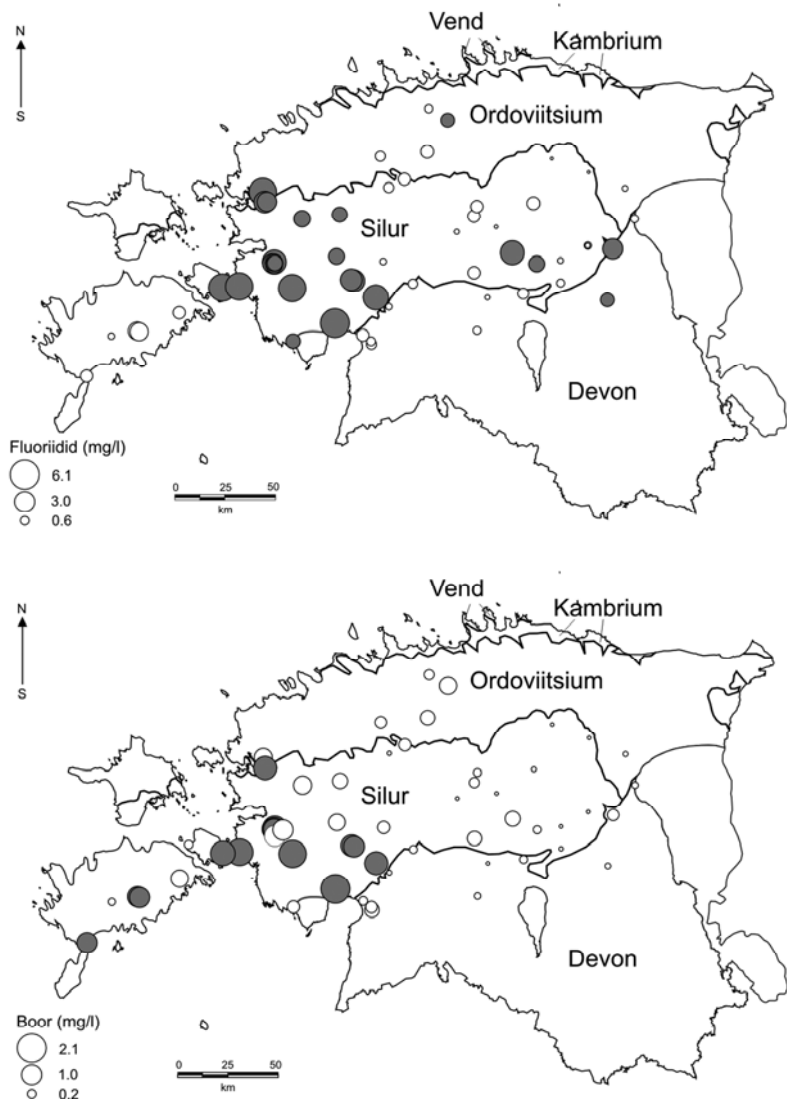 Vend
Kambrium
N
Ordoviitsium
S
Silur
Devon
Fluoriidid (mg/l)
6.1
3.0
0.6
0 25 50
km
Vend
Kambrium
N
Ordoviitsium
S
Silur
Devon
Boor (mg/l)
2.1
1.0
0.2
0 25 50
km